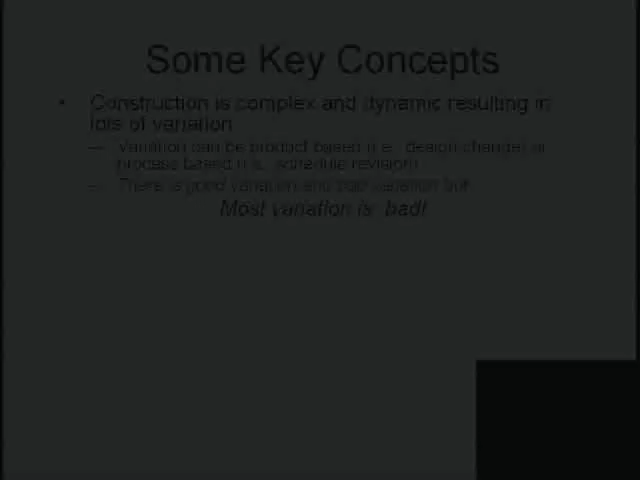 Some Key Concepts
• Construction is complex and dynamic resulting in
lots of variation
– Variation can be product based (i.e., design change) or
process based (i.e., schedule revision)
– There is good variation and bad variation but
Most variation is bad!